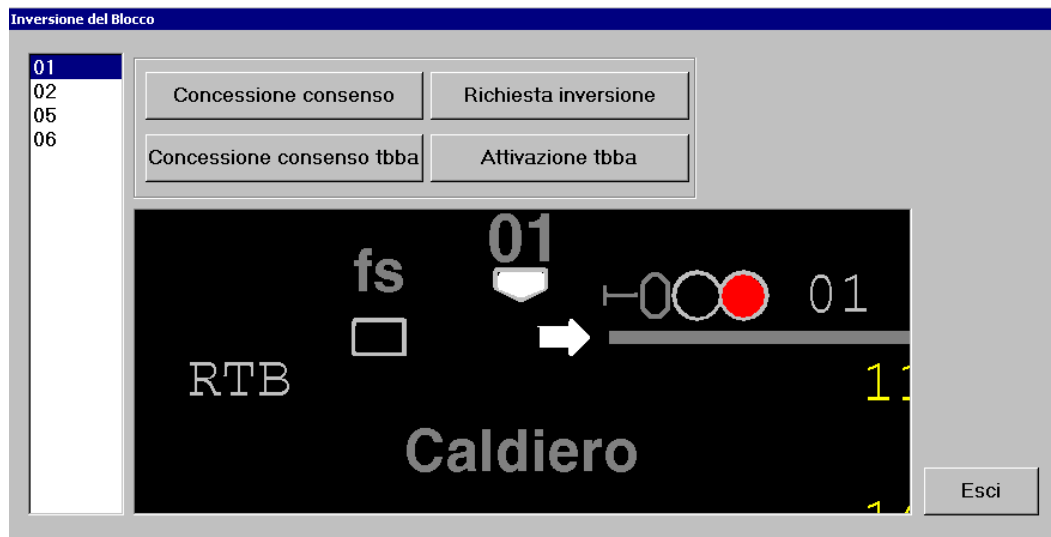 Inversione del Blocco
01
02
05
06
Concessione consenso
Richiesta inversione
Concessione consenso tbba
Attivazione tbba
01
fs
01
RTB
11
Caldiero
Esci